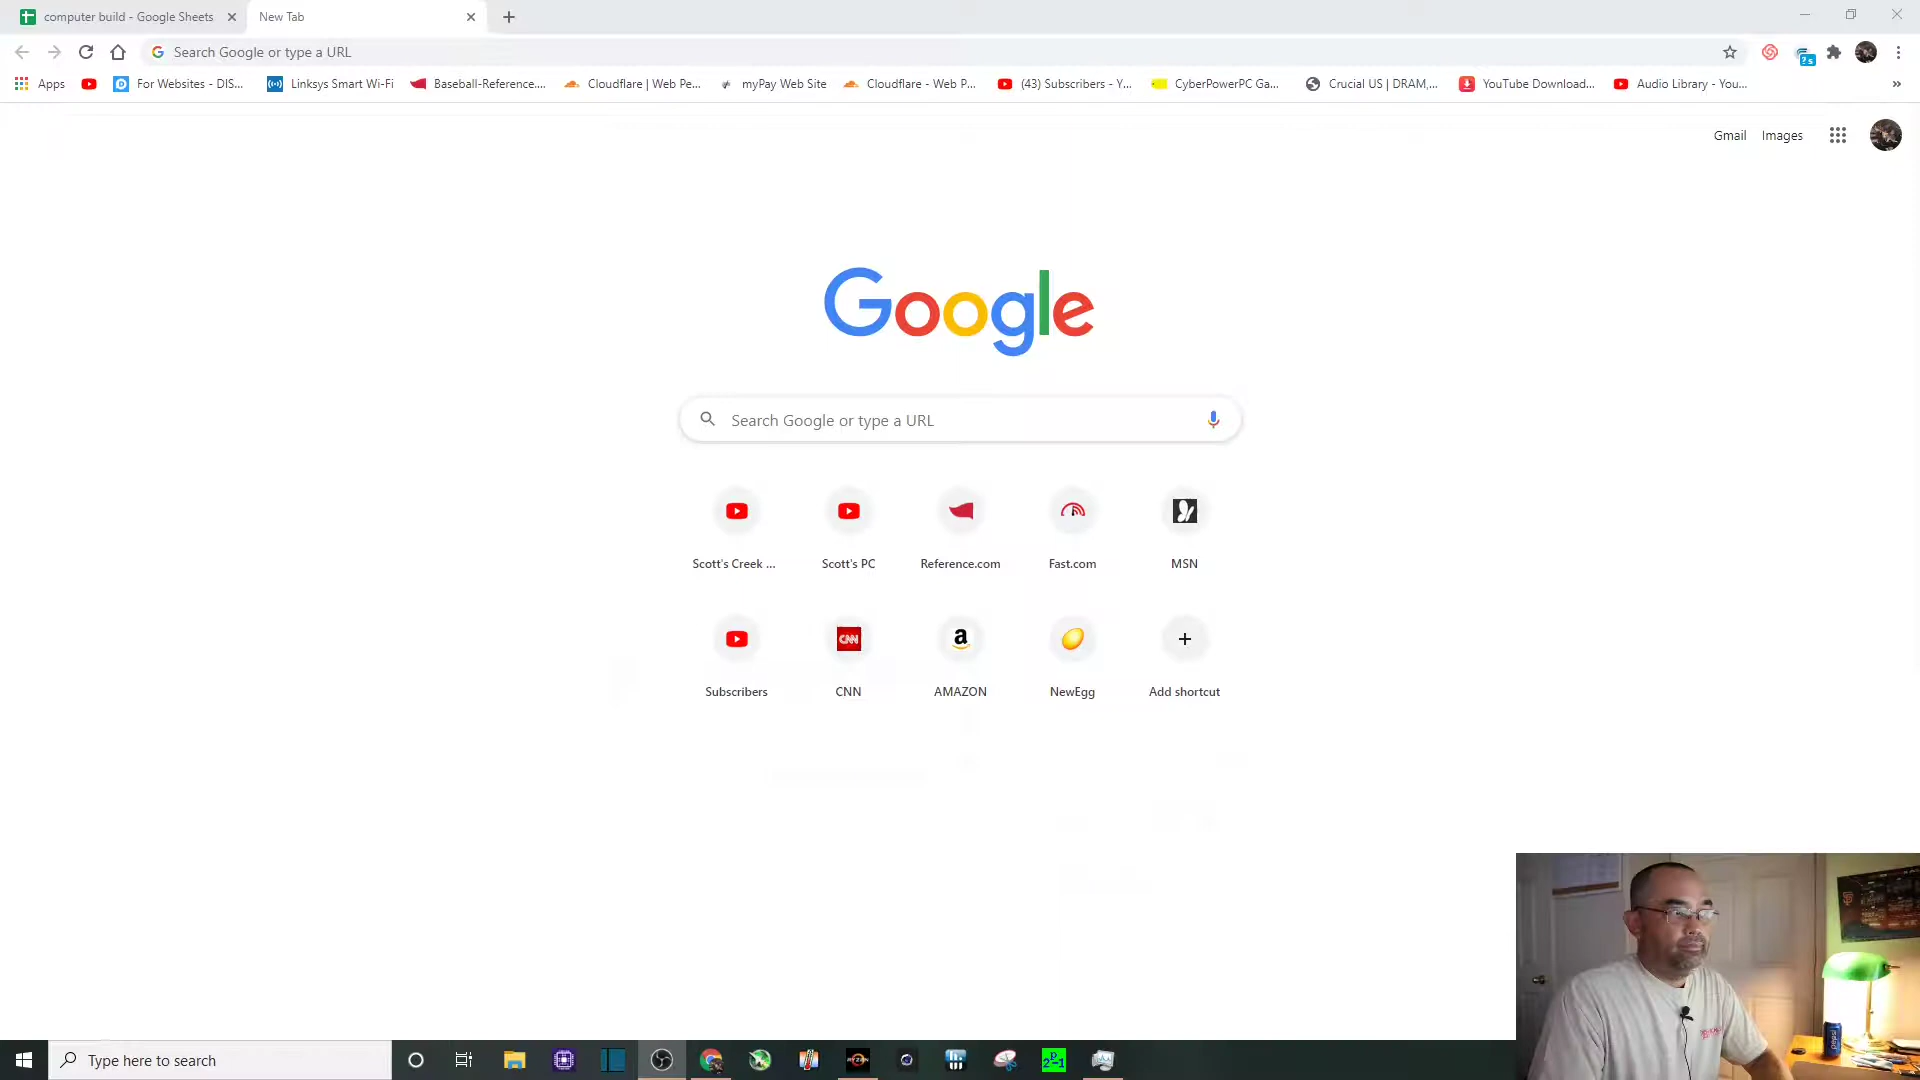 computer build - Google Sheets
New Tab
Search Google or type a URL
Apps
For Websites - DIS...
Linksys Smart Wi-Fi
Baseball-Reference....
Cloudflare | Web Pe...
myPay Web Site
Cloudflare - Web P...
(43) Subscribers - Y...
CyberPowerPC Ga...
Crucial US | DRAM,...
YouTube Download...
Audio Library - You...
Gmail
Images
Google
Search Google or type a URL
Scott's Creek ...
Scott's PC
Reference.com
Fast.com
MSN
CNN
a
Subscribers
CNN
AMAZON
NewEgg
Add shortcut
Type here to search
RYZEN
pepsi